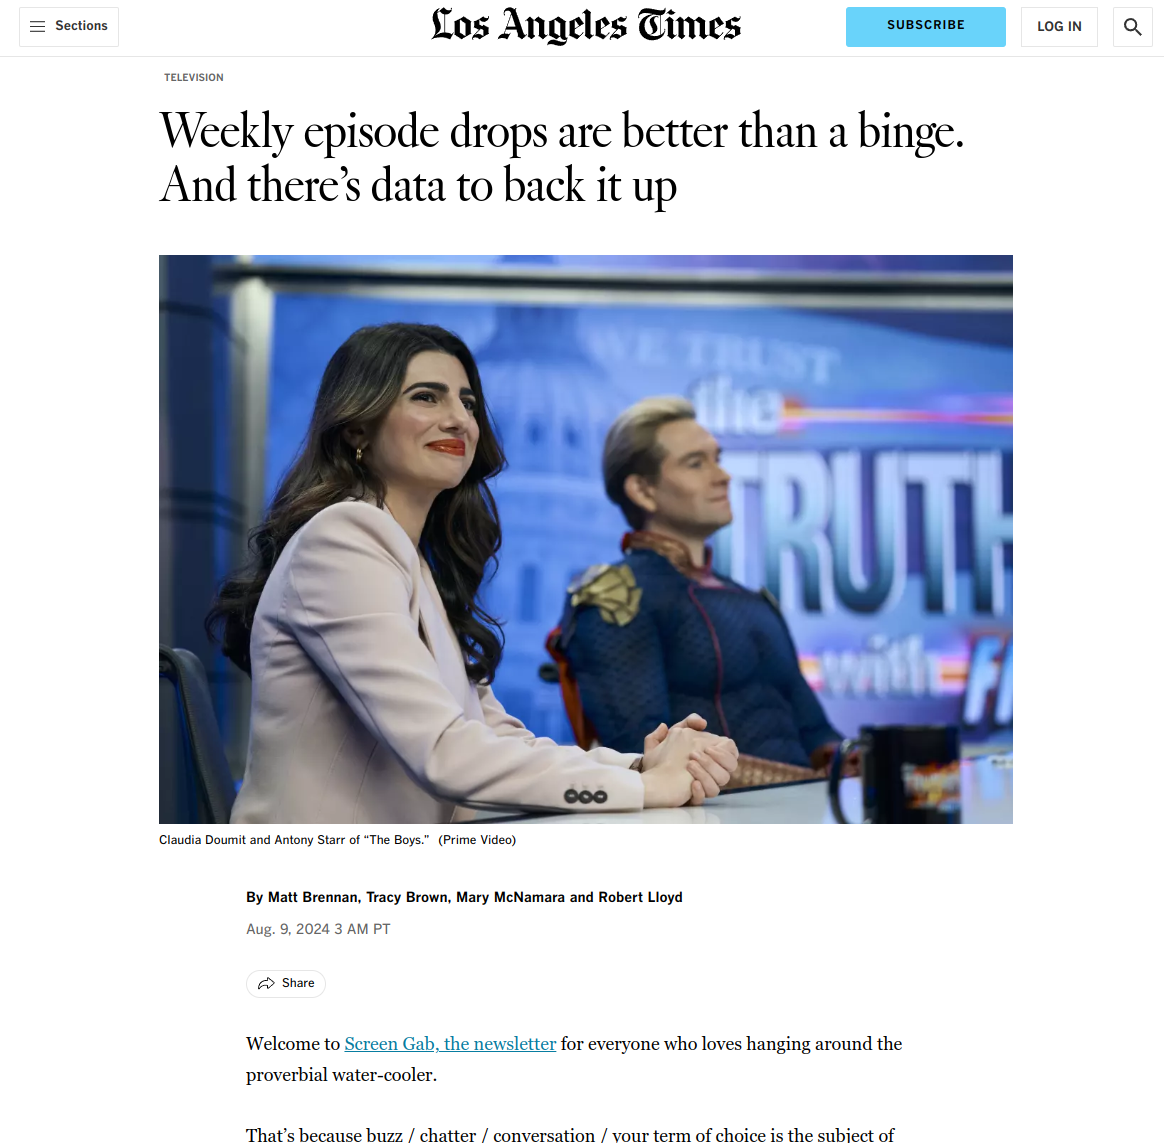 Sections
Los Angeles Times
SUBSCRIBE
LOG IN
TELEVISION
Weekly episode drops are better than a binge.
And there’s data to back it up
WE TRUST
the
TRUTH
with
Claudia Doumit and Antony Starr of “The Boys.” (Prime Video)
By Matt Brennan, Tracy Brown, Mary McNamara and Robert Lloyd
Aug. 9, 2024 3 AM PT
Share
Welcome to Screen Gab, the newsletter for everyone who loves hanging around the
proverbial water-cooler.
That’s because buzz / chatter / conversation / your term of choice is the subject of